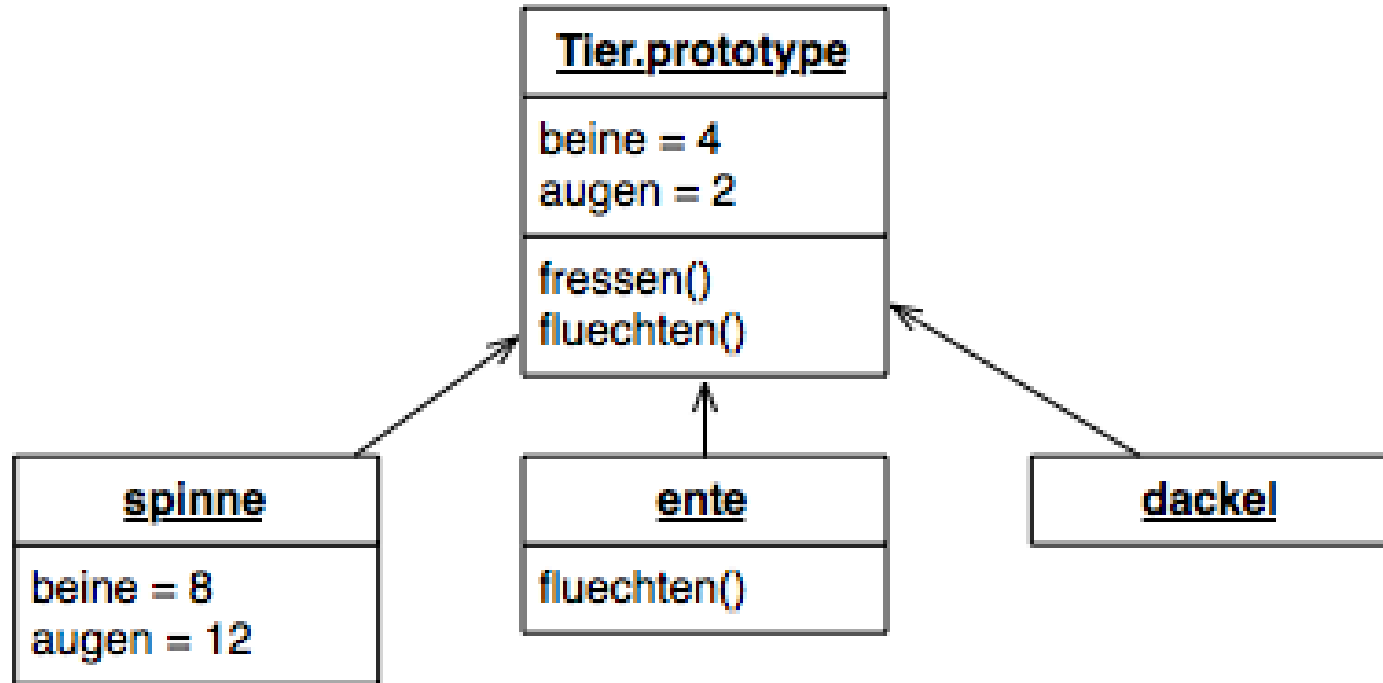 Tier.prototype
beine = 4
augen = 2
fressen()
fluechten()
spinne
beine = 8
augen = 12
ente
fluechten()
dackel